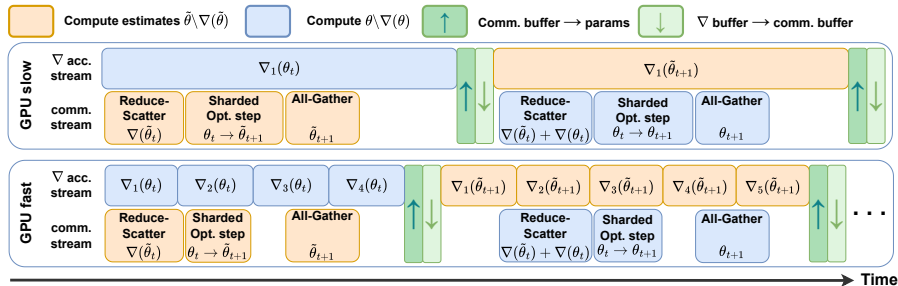 Compute estimates θ̃\∇(θ̃)
Compute θ\∇(θ)
↑ Comm. buffer → params
↓ ∇ buffer → comm. buffer
GPU slow
∇ acc.
stream
∇₁(θₜ)
∇₁(θ̃ₜ₊₁)
comm.
stream
Reduce-
Scatter
∇(θ̃ₜ)
Sharded
Opt. step
θₜ → θ̃ₜ₊₁
All-Gather
θ̃ₜ₊₁
Reduce-
Scatter
∇(θ̃ₜ) + ∇(θₜ)
Sharded
Opt. step
θₜ → θₜ₊₁
All-Gather
θₜ₊₁
GPU fast
∇ acc.
stream
∇₁(θₜ) ∇₂(θₜ) ∇₃(θₜ) ∇₄(θₜ)
∇₁(θ̃ₜ₊₁) ∇₂(θ̃ₜ₊₁) ∇₃(θ̃ₜ₊₁) ∇₄(θ̃ₜ₊₁) ∇₅(θ̃ₜ₊₁)
comm.
stream
Reduce-
Scatter
∇(θ̃ₜ)
Sharded
Opt. step
θₜ → θ̃ₜ₊₁
All-Gather
θ̃ₜ₊₁
Reduce-
Scatter
∇(θ̃ₜ) + ∇(θₜ)
Sharded
Opt. step
θₜ → θₜ₊₁
All-Gather
θₜ₊₁
...
Time